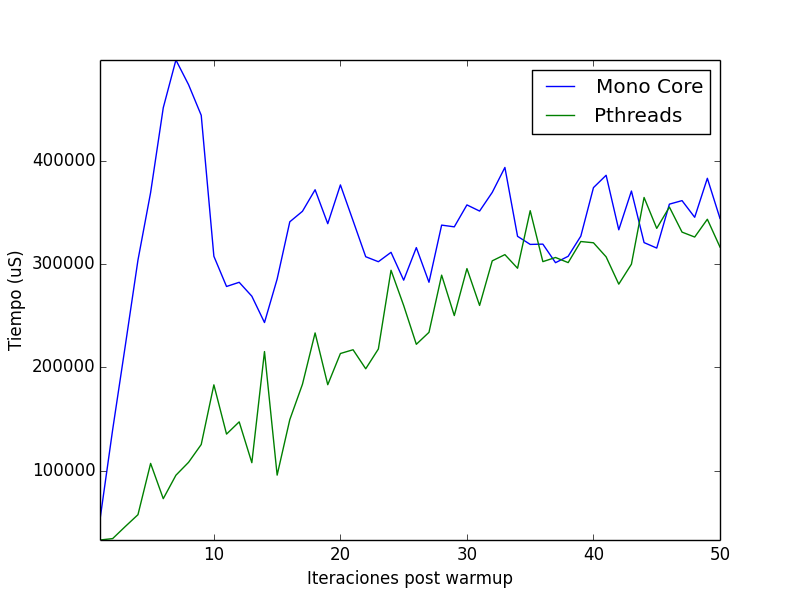 Mono Core
Pthreads
400000
300000
200000
100000
Tiempo (uS)
10 20 30 40 50
Iteraciones post warmup